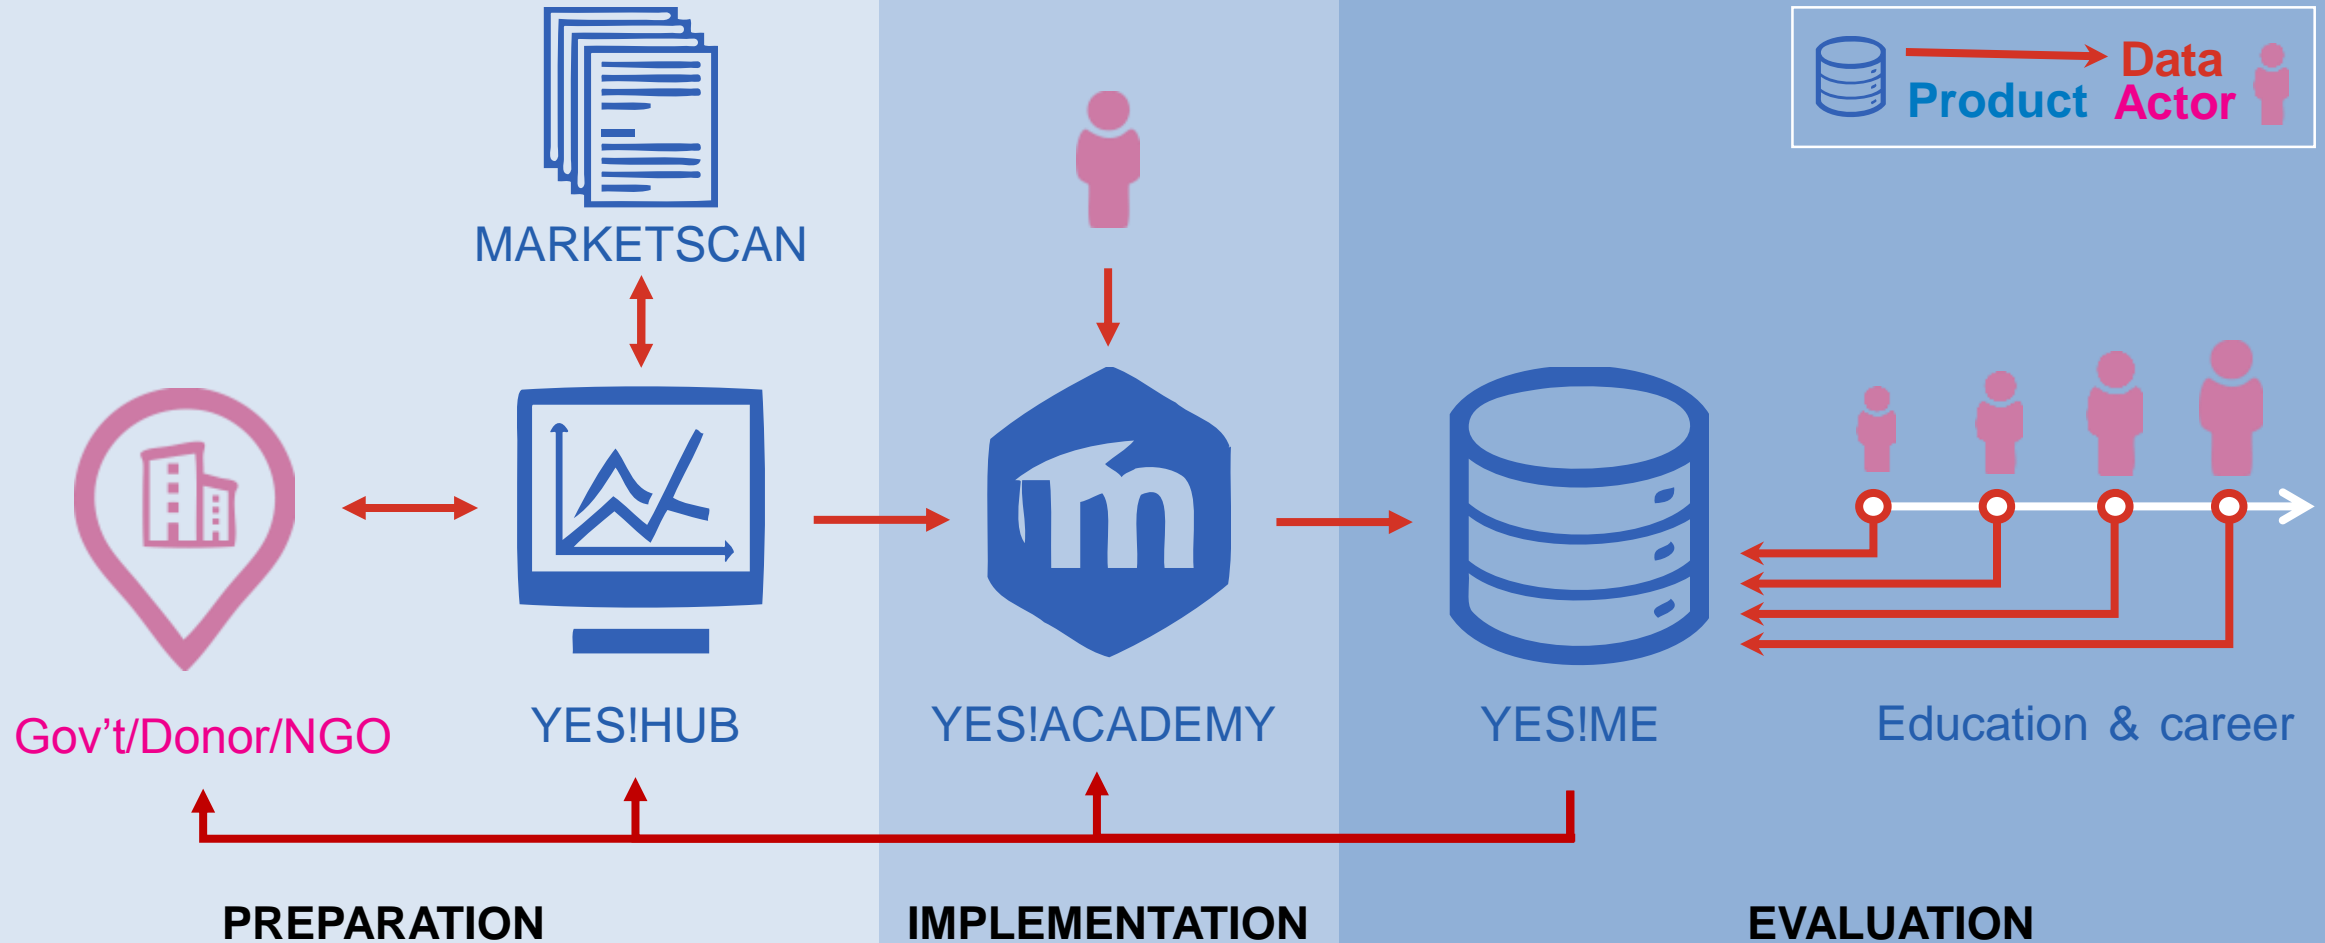 Data
Product Actor
MARKETSCAN
Gov’t/Donor/NGO
YES!HUB
YES!ACADEMY
YES!ME
Education & career
PREPARATION
IMPLEMENTATION
EVALUATION